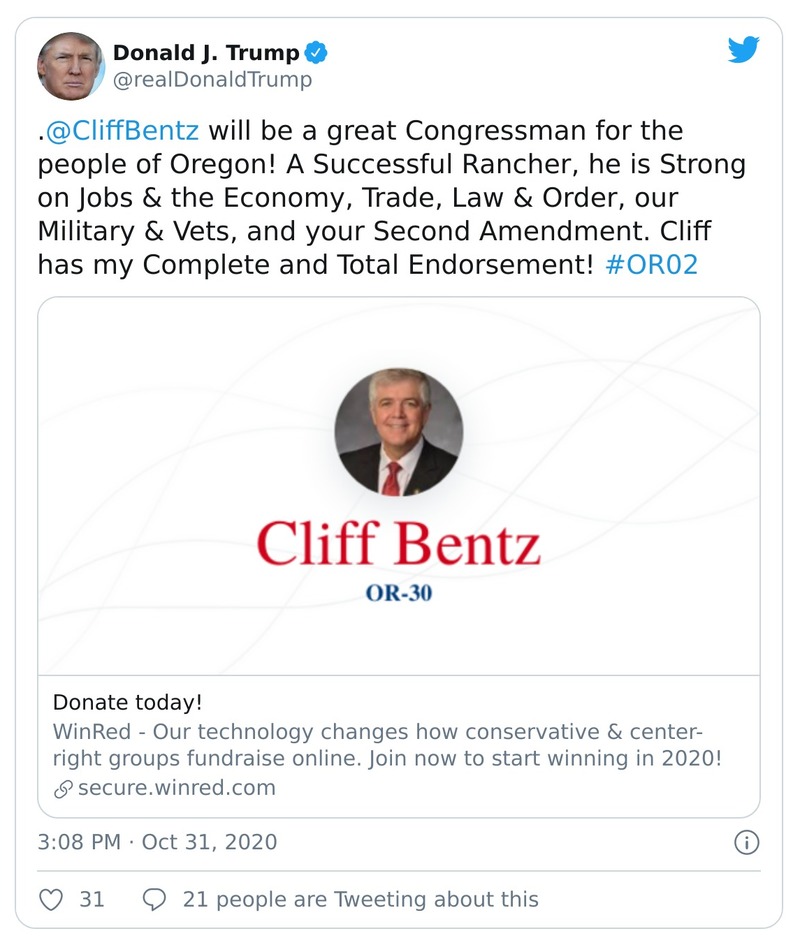 Donald J. Trump
@realDonaldTrump
.@CliffBentz will be a great Congressman for the
people of Oregon! A Successful Rancher, he is Strong
on Jobs & the Economy, Trade, Law & Order, our
Military & Vets, and your Second Amendment. Cliff
has my Complete and Total Endorsement! #OR02
Cliff Bentz
OR-30
Donate today!
WinRed - Our technology changes how conservative & center-
right groups fundraise online. Join now to start winning in 2020!
secure.winred.com
3:08 PM · Oct 31, 2020
31 21 people are Tweeting about this